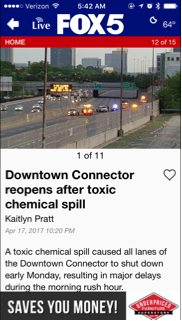 Verizon 5:42 AM
Live FOX5 64°
HOME 12 of 15
1 of 11
Downtown Connector
reopens after toxic
chemical spill
Kaitlyn Pratt
Apr 17, 2017 10:20 PM
A toxic chemical spill caused all lanes
of the Downtown Connector to shut down
early Monday, resulting in major delays
during the morning rush hour.
SAVES YOU MONEY!
UNDERPRICED
FURNITURE